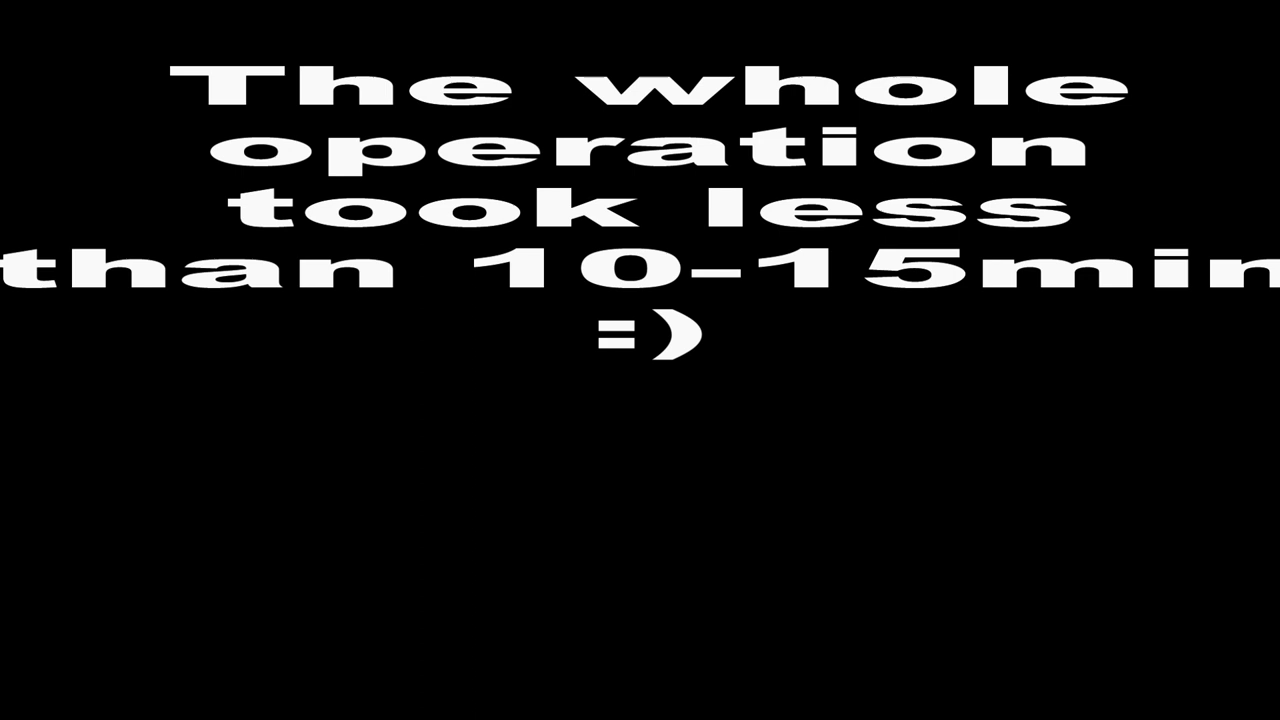 The whole
operation
took less
than 10-15min
=)